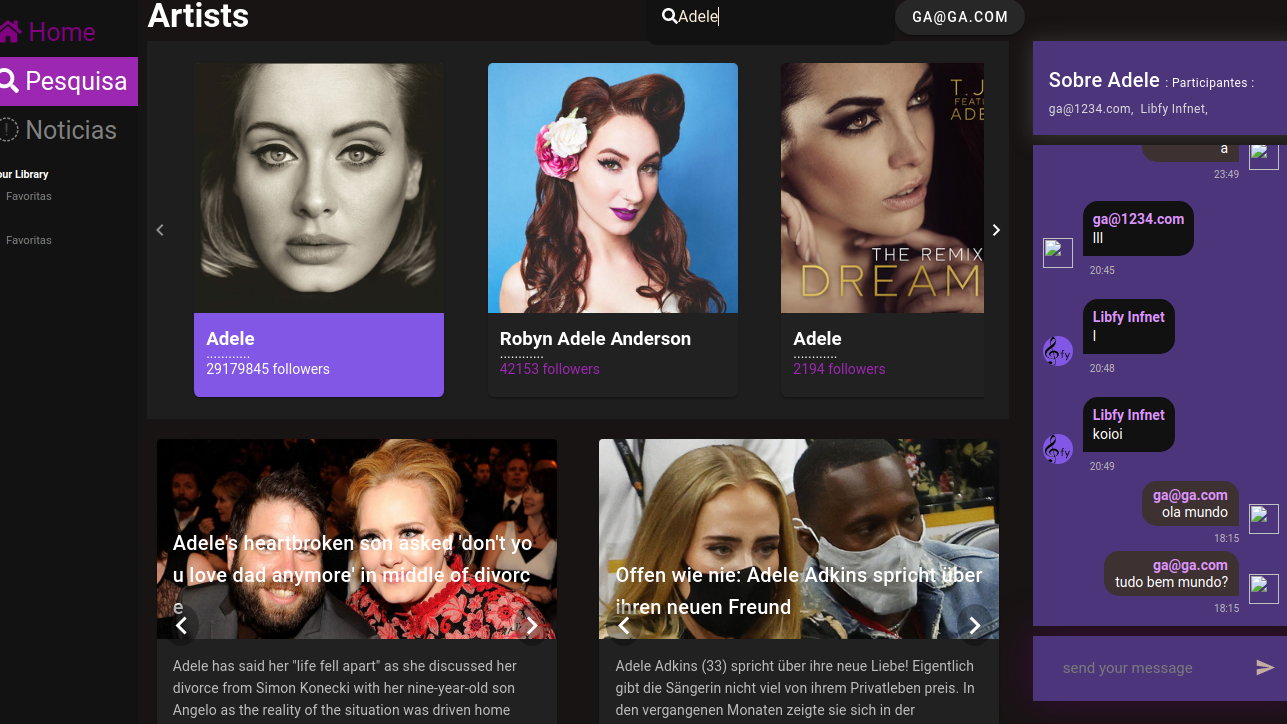 Artists
Adele
GA@GA.COM
Home
Pesquisa
Noticias
our Library
Favoritas
Favoritas
T.J
FEAT
ADE
THE REMIX
DREAM
Adele
............
29179845 followers
Robyn Adele Anderson
............
42153 followers
Adele
............
2194 followers
Adele's heartbroken son asked 'don't yo
u love dad anymore' in middle of divorc
e
Adele has said her "life fell apart" as she discussed her
divorce from Simon Konecki with her nine-year-old son
Angelo as the reality of the situation was driven home
Offen wie nie: Adele Adkins spricht über
ihren neuen Freund
Adele Adkins (33) spricht über ihre neue Liebe! Eigentlich
gibt die Sängerin nicht viel von ihrem Privatleben preis. In
den vergangenen Monaten zeigte sie sich in der
Sobre Adele : Participantes :
ga@1234.com, Libfy Infnet,
a
23:49
ga@1234.com
lll
20:45
Libfy Infnet
l
fy
20:48
Libfy Infnet
koioi
fy
20:49
ga@ga.com
ola mundo
18:15
ga@ga.com
tudo bem mundo?
18:15
send your message